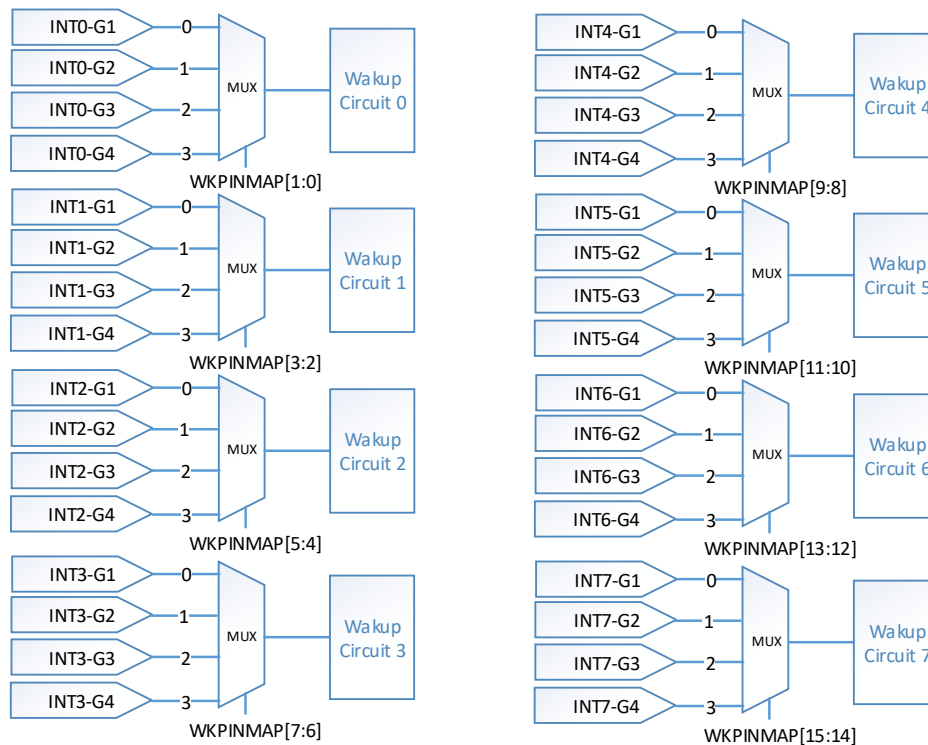 INT0-G1
0
INT0-G2
1
INT0-G3
2
INT0-G4
3
MUX
WKPINMAP[1:0]
Wakup
Circuit 0
INT1-G1
0
INT1-G2
1
INT1-G3
2
INT1-G4
3
MUX
WKPINMAP[3:2]
Wakup
Circuit 1
INT2-G1
0
INT2-G2
1
INT2-G3
2
INT2-G4
3
MUX
WKPINMAP[5:4]
Wakup
Circuit 2
INT3-G1
0
INT3-G2
1
INT3-G3
2
INT3-G4
3
MUX
WKPINMAP[7:6]
Wakup
Circuit 3
INT4-G1
0
INT4-G2
1
INT4-G3
2
INT4-G4
3
MUX
WKPINMAP[9:8]
Wakup
Circuit 4
INT5-G1
0
INT5-G2
1
INT5-G3
2
INT5-G4
3
MUX
WKPINMAP[11:10]
Wakup
Circuit 5
INT6-G1
0
INT6-G2
1
INT6-G3
2
INT6-G4
3
MUX
WKPINMAP[13:12]
Wakup
Circuit 6
INT7-G1
0
INT7-G2
1
INT7-G3
2
INT7-G4
3
MUX
WKPINMAP[15:14]
Wakup
Circuit 7